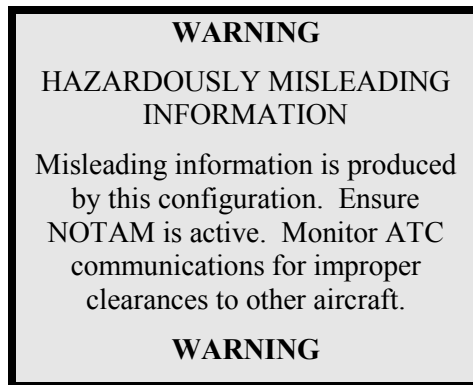 WARNING
HAZARDOUSLY MISLEADING
INFORMATION
Misleading information is produced
by this configuration.  Ensure
NOTAM is active.  Monitor ATC
communications for improper
clearances to other aircraft.
WARNING